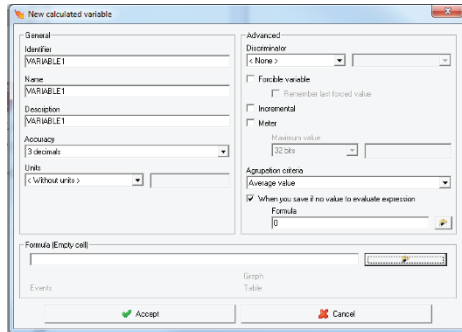 New calculated variable
General
Identifier
VARIABLE1
Name
VARIABLE1
Description
VARIABLE1
Accuracy
3 decimals
Units
< Without units >
Advanced
Discriminator
< None >
Forcible variable
Remember last forced value
Incremental
Meter
Maximum value
32 bits
Agrupation criteria
Average value
When you save if no value to evaluate expression
Formula
0
Formula (Empty cell)
Events
Graph
Table
Accept
Cancel